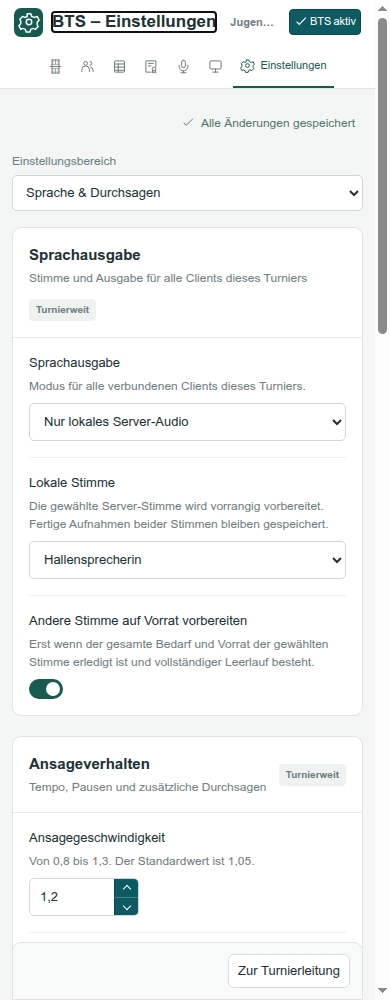 BTS – Einstellungen
Jugen…
BTS aktiv
Einstellungen
Alle Änderungen gespeichert
Einstellungsbereich
Sprache & Durchsagen
Sprachausgabe
Stimme und Ausgabe für alle Clients dieses Turniers
Turnierweit
Sprachausgabe
Modus für alle verbundenen Clients dieses Turniers.
Nur lokales Server-Audio
Lokale Stimme
Die gewählte Server-Stimme wird vorrangig vorbereitet.
Fertige Aufnahmen beider Stimmen bleiben gespeichert.
Hallensprecherin
Andere Stimme auf Vorrat vorbereiten
Erst wenn der gesamte Bedarf und Vorrat der gewählten
Stimme erledigt ist und vollständiger Leerlauf besteht.
Ansageverhalten
Turnierweit
Tempo, Pausen und zusätzliche Durchsagen
Ansagegeschwindigkeit
Von 0,8 bis 1,3. Der Standardwert ist 1,05.
1,2
Zur Turnierleitung